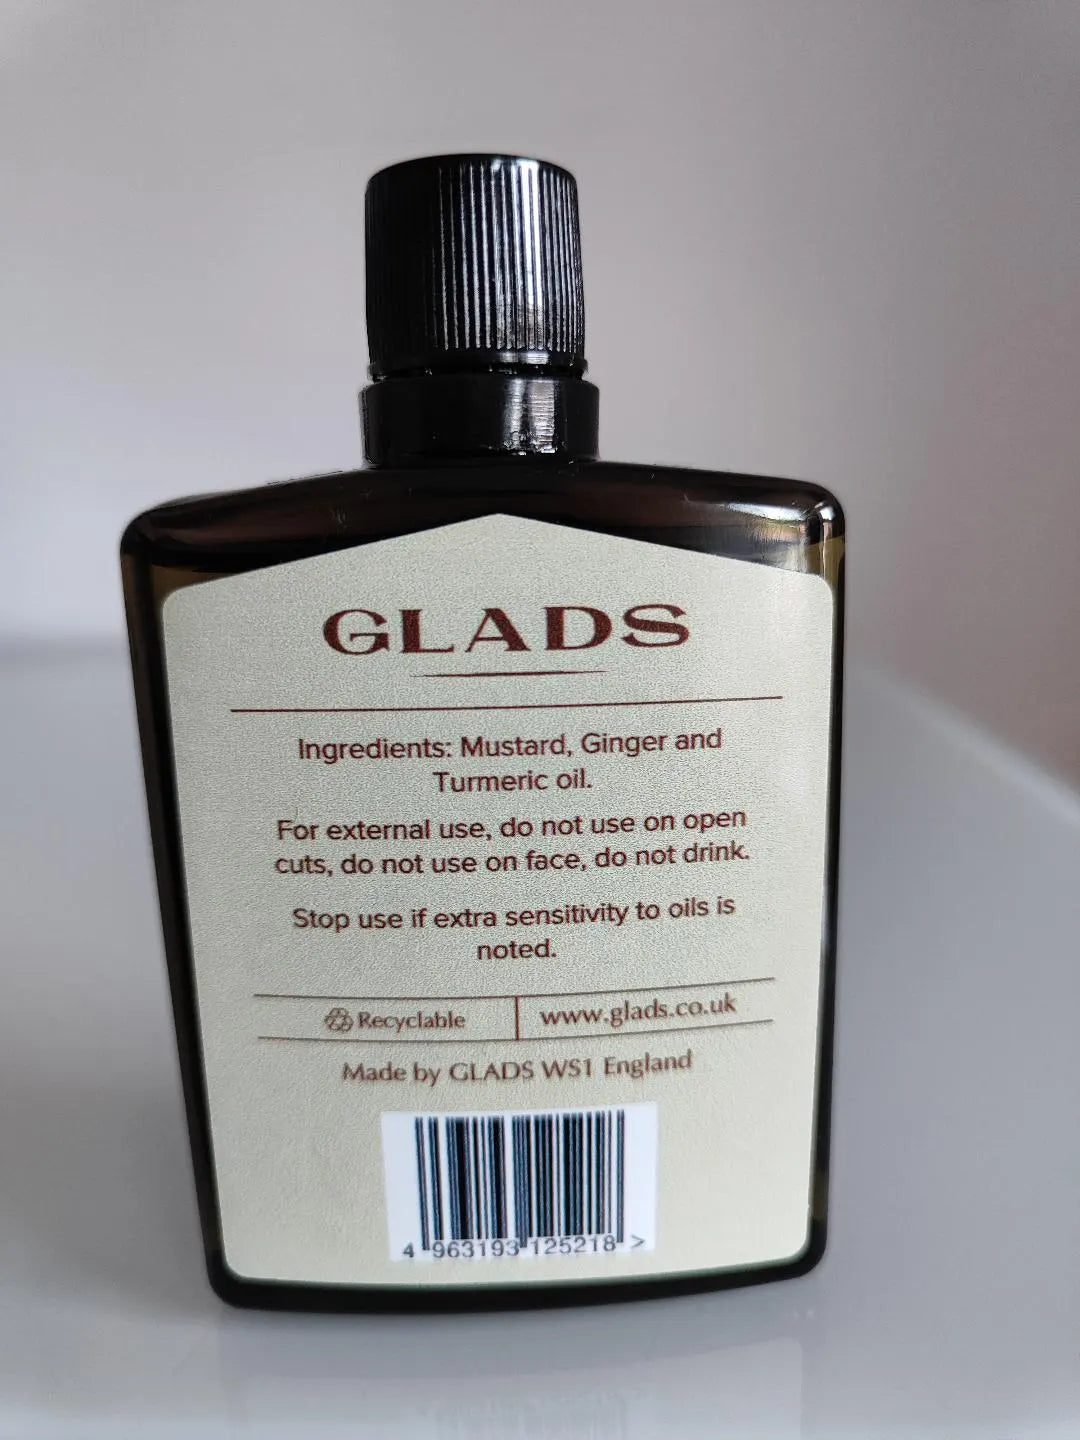 GLADS
Ingredients: Mustard, Ginger and
Turmeric oil.
For external use, do not use on open
cuts, do not use on face, do not drink.
Stop use if extra sensitivity to oils is
noted.
Recyclable
www.glads.co.uk
Made by GLADS WS1 England
4 963193 125218 >